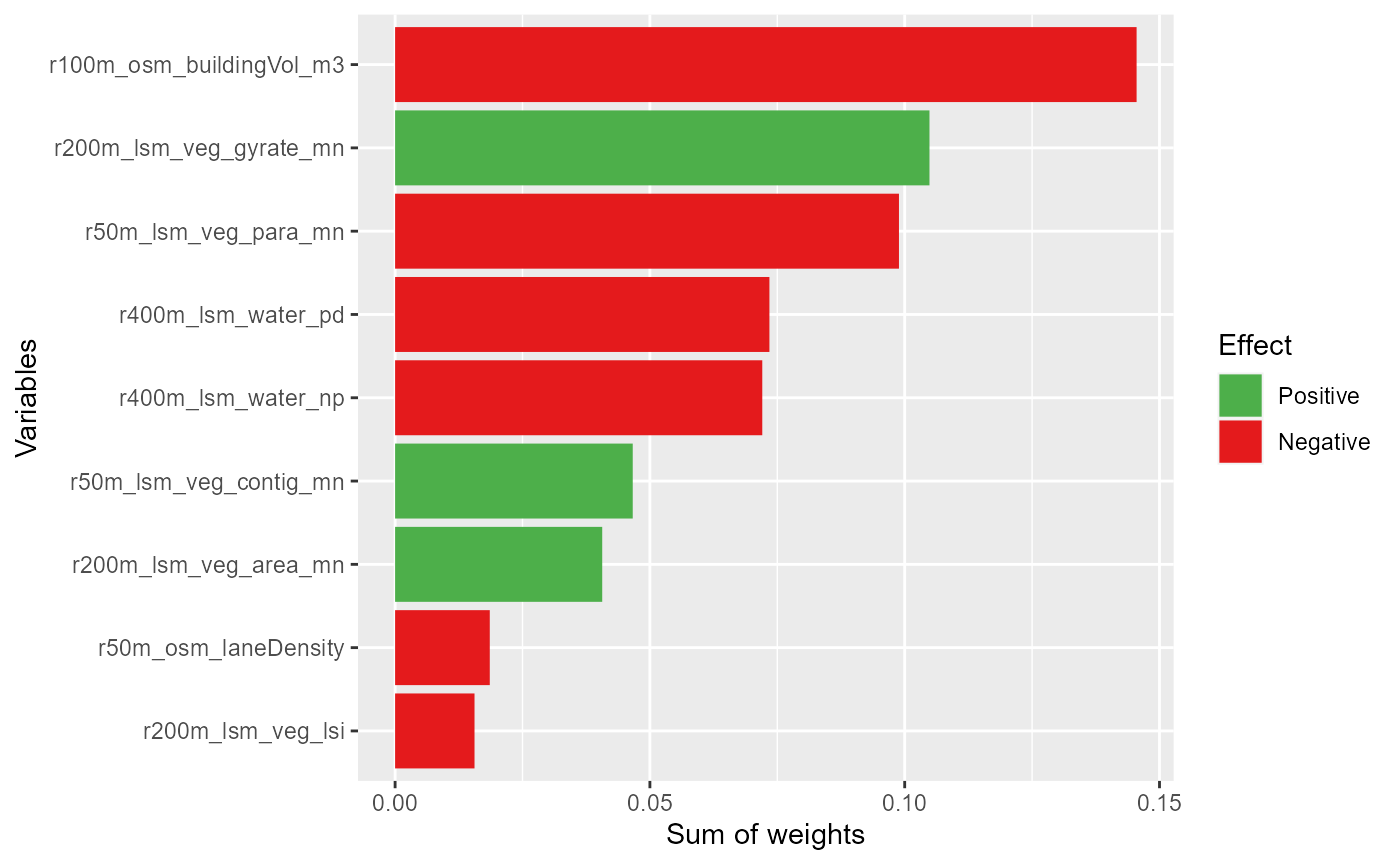 Variables
r100m_osm_buildingVol_m3
r200m_lsm_veg_gyrate_mn
r50m_lsm_veg_para_mn
r400m_lsm_water_pd
r400m_lsm_water_np
r50m_lsm_veg_contig_mn
r200m_lsm_veg_area_mn
r50m_osm_laneDensity
r200m_lsm_veg_lsi
0.00 0.05 0.10 0.15
Sum of weights
Effect
Positive
Negative